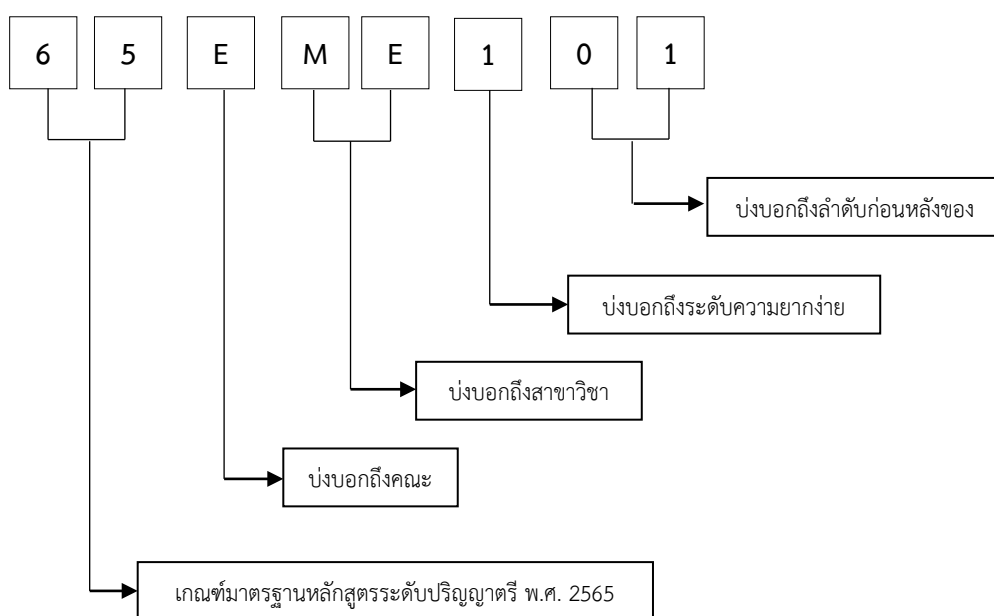 6 5 E M E 1 0 1
บ่งบอกถึงลำดับก่อนหลังของ
บ่งบอกถึงระดับความยากง่าย
บ่งบอกถึงสาขาวิชา
บ่งบอกถึงคณะ
เกณฑ์มาตรฐานหลักสูตรระดับปริญญาตรี พ.ศ. 2565